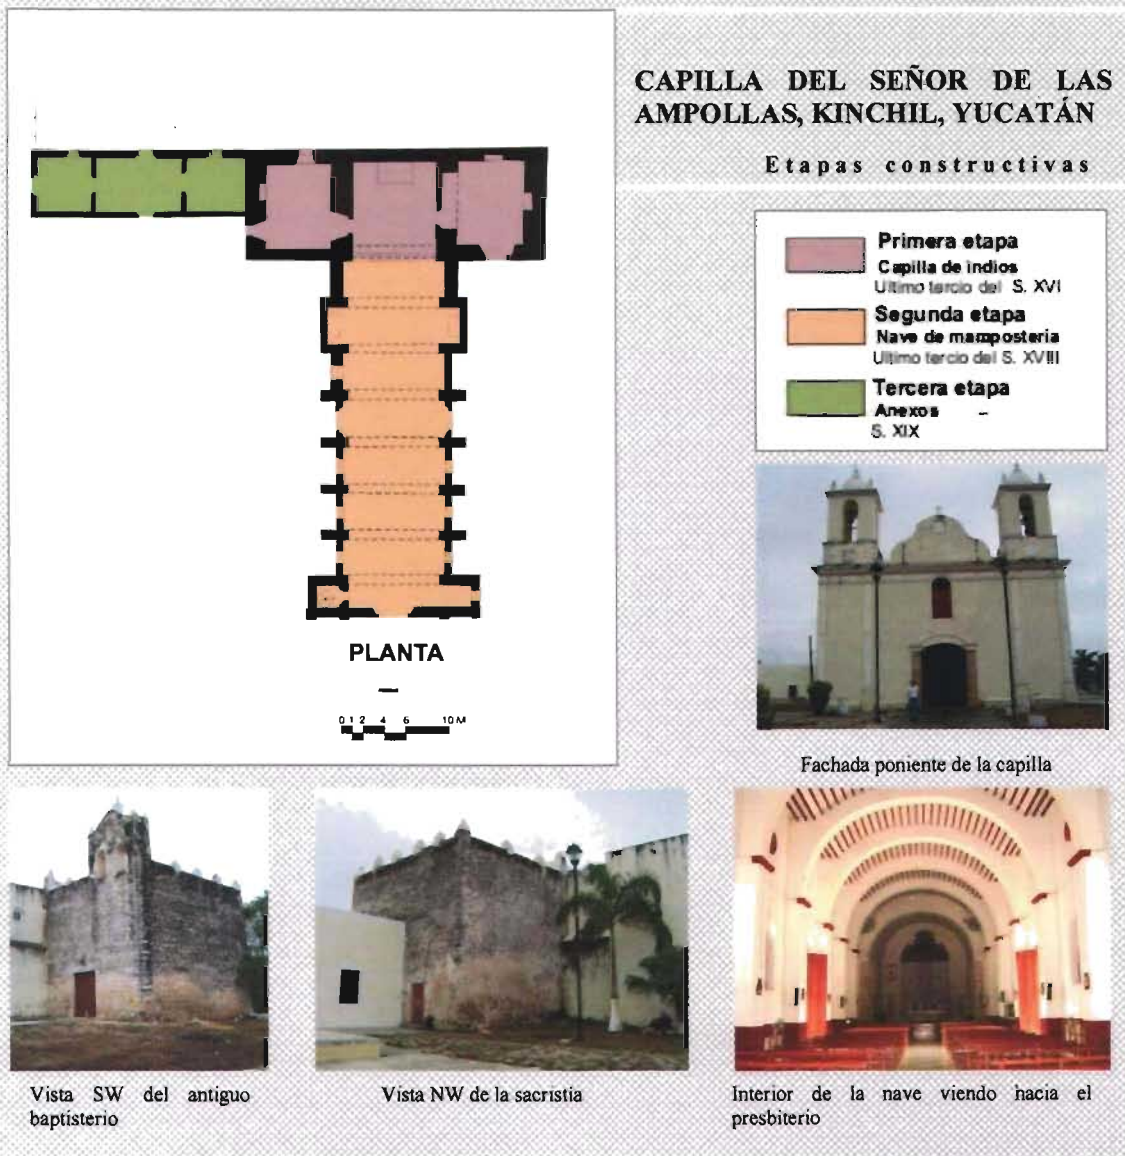 CAPILLA DEL SEÑOR DE LAS
AMPOLLAS, KINCHIL, YUCATÁN
Etapas constructivas
Primera etapa
Capilla de indios
Ultimo tercio del S. XVI
Segunda etapa
Nave de mamposteria
Ultimo tercio del S. XVIII
Tercera etapa
Anexos
S. XIX
PLANTA
0 1 2 4 6 10 M
Fachada poniente de la capilla
Vista SW del antiguo
baptisterio
Vista NW de la sacristia
Interior de la nave viendo hacia el
presbiterio